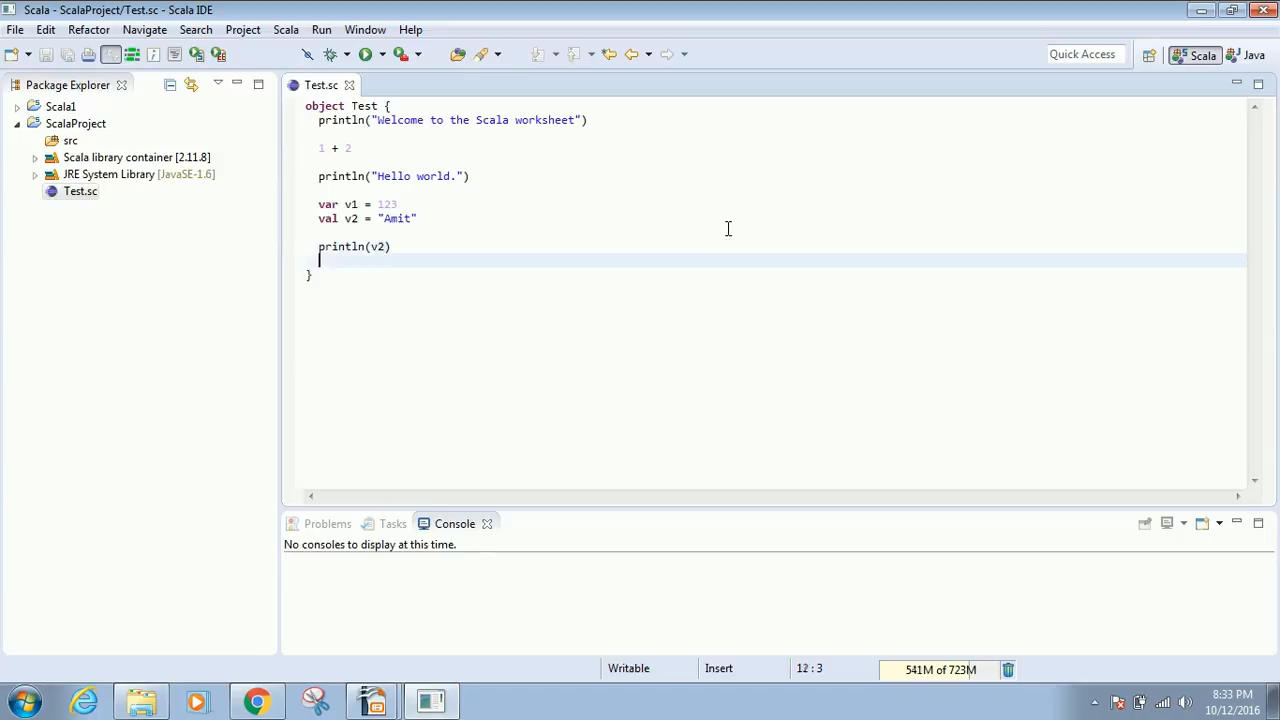 Scala - ScalaProject/Test.sc - Scala IDE
File Edit Refactor Navigate Search Project Scala Run Window Help
Quick Access Scala Java
Package Explorer
Scala1
ScalaProject
src
Scala library container [2.11.8]
JRE System Library [JavaSE-1.6]
Test.sc
Test.sc
object Test {
println("Welcome to the Scala worksheet")
1 + 2
println("Hello world.")
var v1 = 123
val v2 = "Amit"
println(v2)
}
Problems Tasks Console
No consoles to display at this time.
Writable Insert 12 : 3 541M of 723M
8:33 PM
10/12/2016